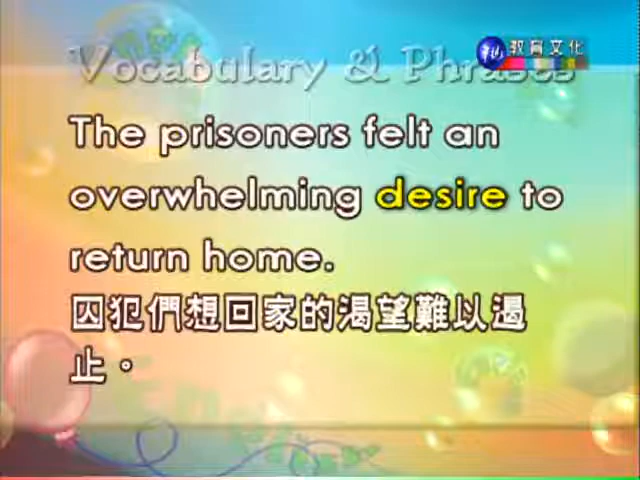 教育文化
Vocabulary & Phrases
The prisoners felt an
overwhelming desire to
return home.
囚犯們想回家的渴望難以遏
止。